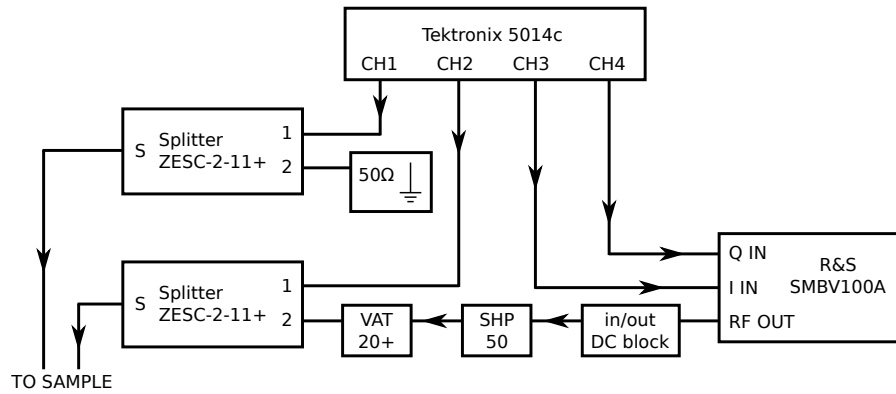 Tektronix 5014c
CH1 CH2 CH3 CH4
Splitter
ZESC-2-11+
S
1
2
50Ω
Splitter
ZESC-2-11+
S
1
2
VAT
20+
SHP
50
in/out
DC block
Q IN
I IN
RF OUT
R&S
SMBV100A
TO SAMPLE